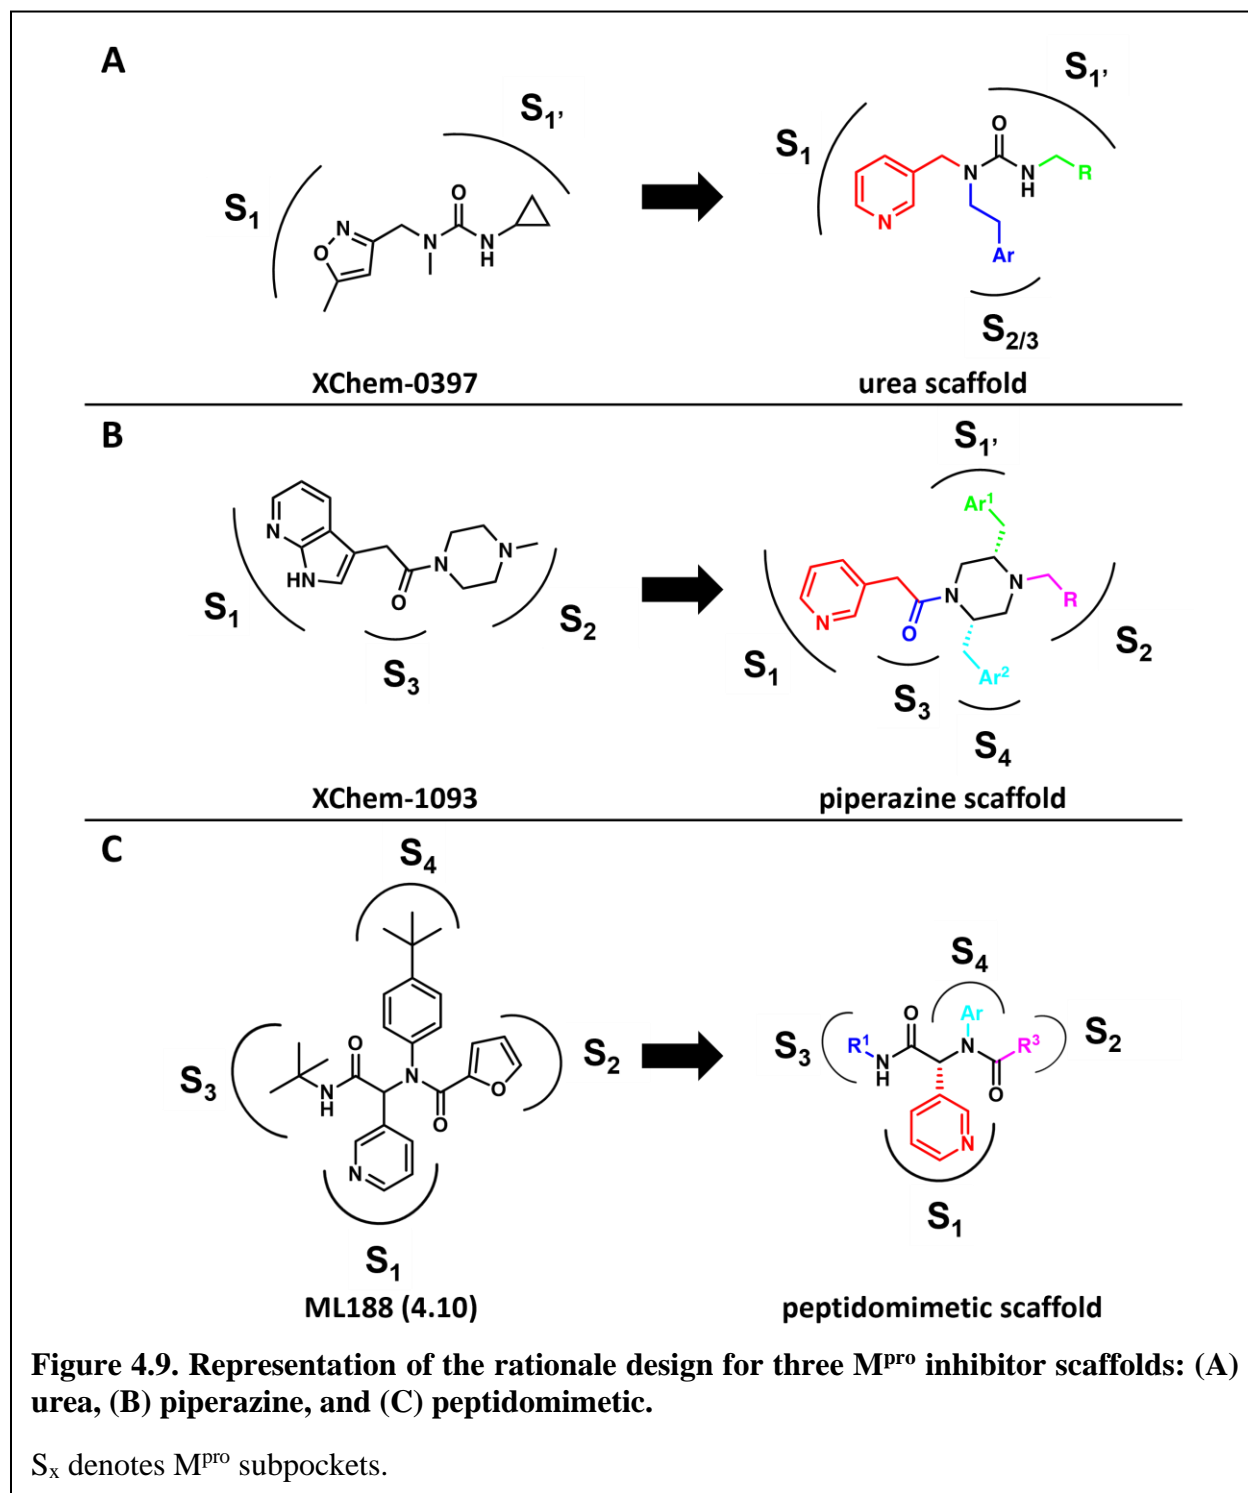 A
S1
S1'
N
O
O
N
N
H
XChem-0397
S1
S1'
O
N
N
H
R
N
Ar
S2/3
urea scaffold
B
N
HN
O
N
N
S1
S3
S2
XChem-1093
S1'
Ar¹
N
N
R
N
O
Ar²
S1
S3
S4
S2
piperazine scaffold
C
S4
S3
O
N
H
N
O
O
N
S2
S1
ML188 (4.10)
S4
S3
R¹
N
H
O
Ar
N
R³
O
N
S2
S1
peptidomimetic scaffold
Figure 4.9. Representation of the rationale design for three Mᵖʳᵒ inhibitor scaffolds: (A)
urea, (B) piperazine, and (C) peptidomimetic.
Sₓ denotes Mᵖʳᵒ subpockets.